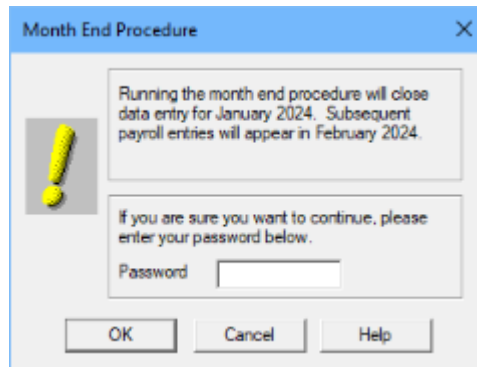 Month End Procedure
Running the month end procedure will close
data entry for January 2024. Subsequent
payroll entries will appear in February 2024.
If you are sure you want to continue, please
enter your password below.
Password
OK Cancel Help